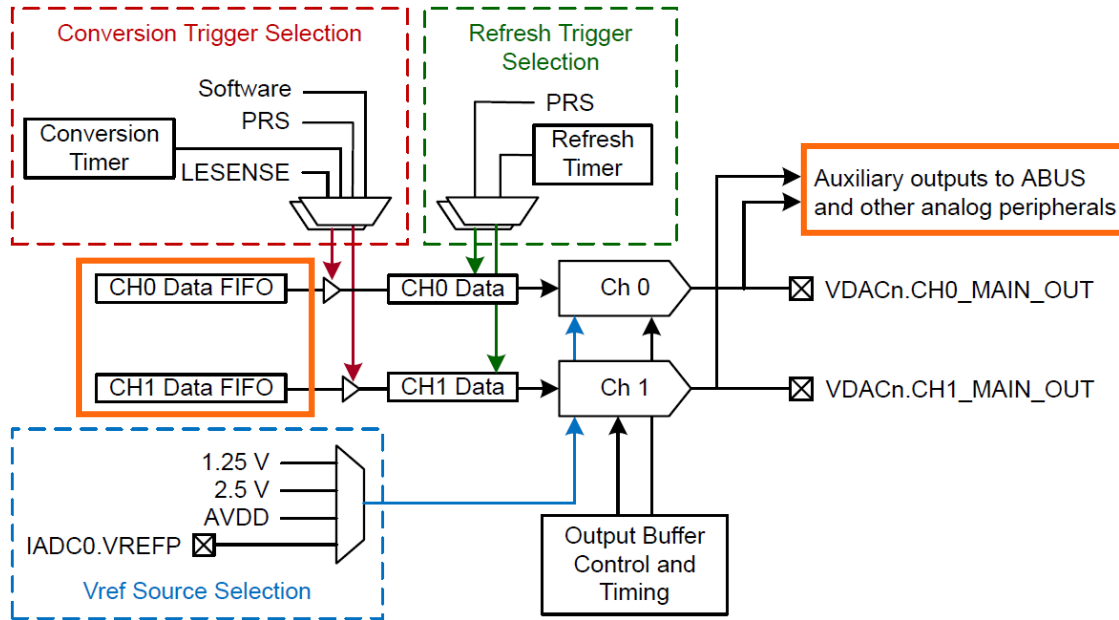 Conversion Trigger Selection
Refresh Trigger
Selection
Software
PRS
Conversion
Timer
LESENSE
PRS
Refresh
Timer
Auxiliary outputs to ABUS
and other analog peripherals
CH0 Data FIFO
CH0 Data
Ch 0
VDACn.CH0_MAIN_OUT
CH1 Data FIFO
CH1 Data
Ch 1
VDACn.CH1_MAIN_OUT
1.25 V
2.5 V
AVDD
IADC0.VREFP
Vref Source Selection
Output Buffer
Control and
Timing